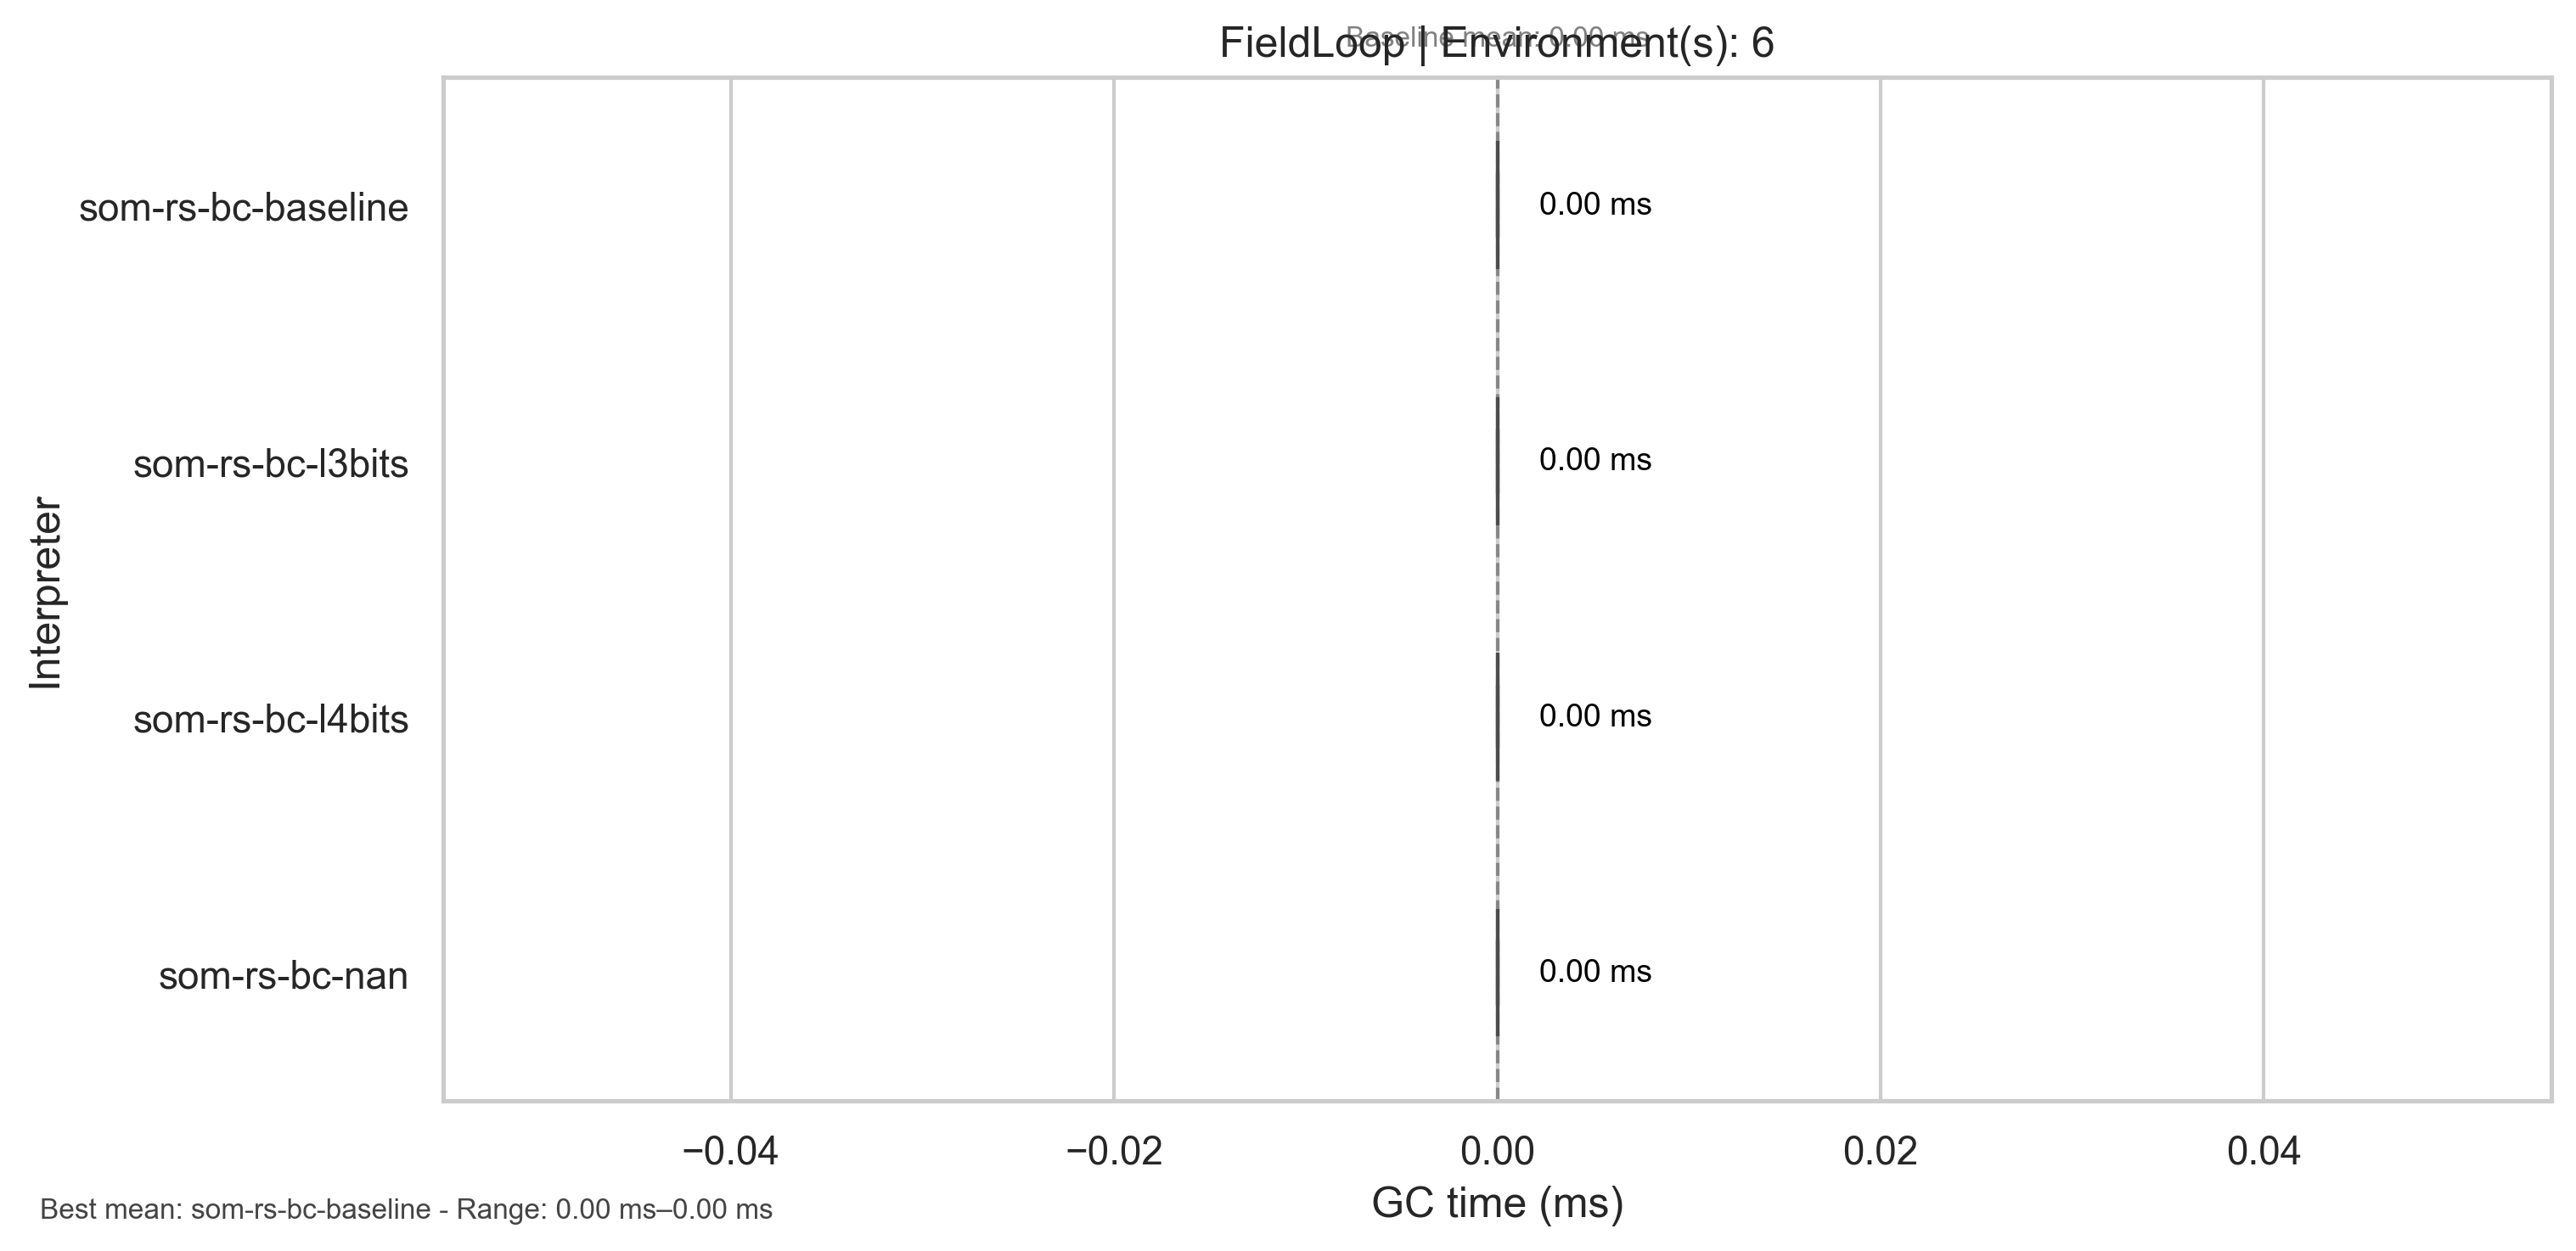 Baseline mean: 0.00 ms
FieldLoop | Environment(s): 6
som-rs-bc-baseline
0.00 ms
som-rs-bc-l3bits
0.00 ms
som-rs-bc-l4bits
0.00 ms
som-rs-bc-nan
0.00 ms
Interpreter
−0.04
−0.02
0.00
0.02
0.04
GC time (ms)
Best mean: som-rs-bc-baseline - Range: 0.00 ms–0.00 ms